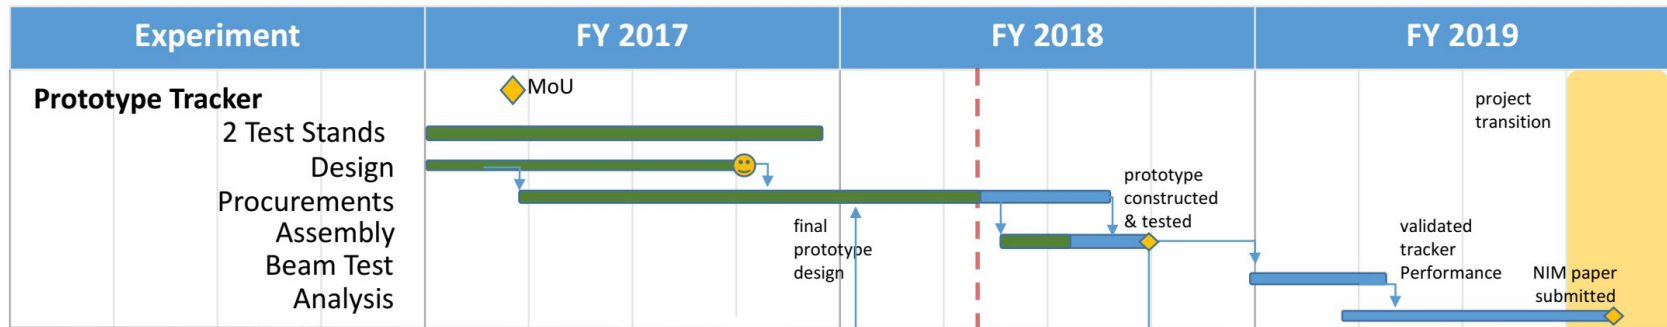 Experiment
FY 2017
FY 2018
FY 2019
Prototype Tracker
MoU
project
transition
2 Test Stands
Design
Procurements
prototype
constructed
& tested
Assembly
final
prototype
design
validated
tracker
Performance
Beam Test
NIM paper
submitted
Analysis